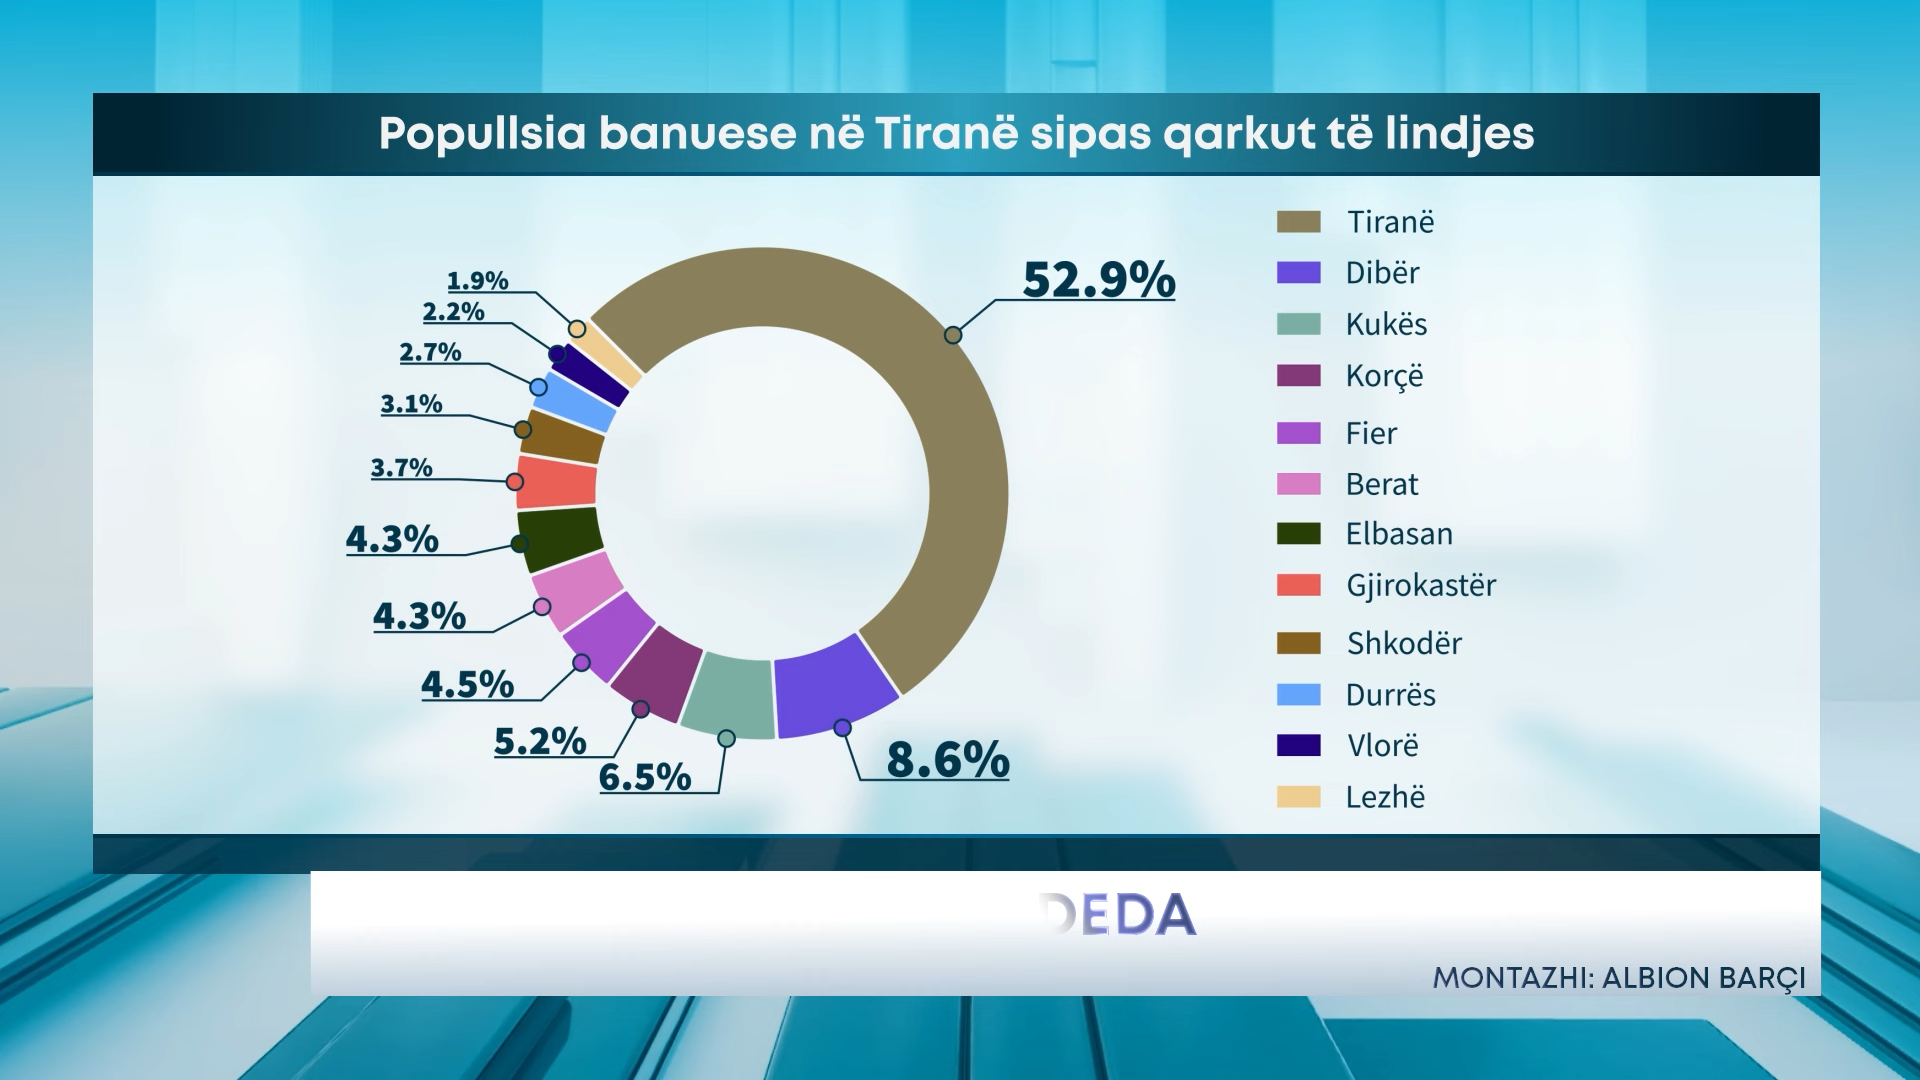 Popullsia banuese në Tiranë sipas qarkut të lindjes
52.9%
8.6%
6.5%
5.2%
4.5%
4.3%
4.3%
3.7%
3.1%
2.7%
2.2%
1.9%
Tiranë
Dibër
Kukës
Korçë
Fier
Berat
Elbasan
Gjirokastër
Shkodër
Durrës
Vlorë
Lezhë
DEDA
MONTAZHI: ALBION BARÇI